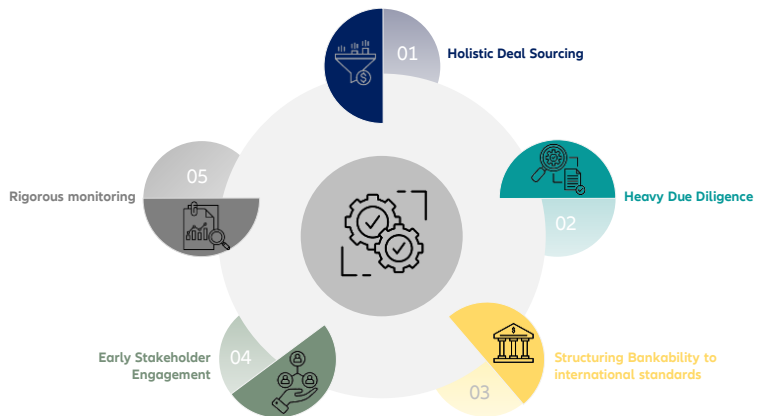 01
Holistic Deal Sourcing
Heavy Due Diligence
02
Structuring Bankability to
international standards
03
Early Stakeholder
Engagement
04
05
Rigorous monitoring